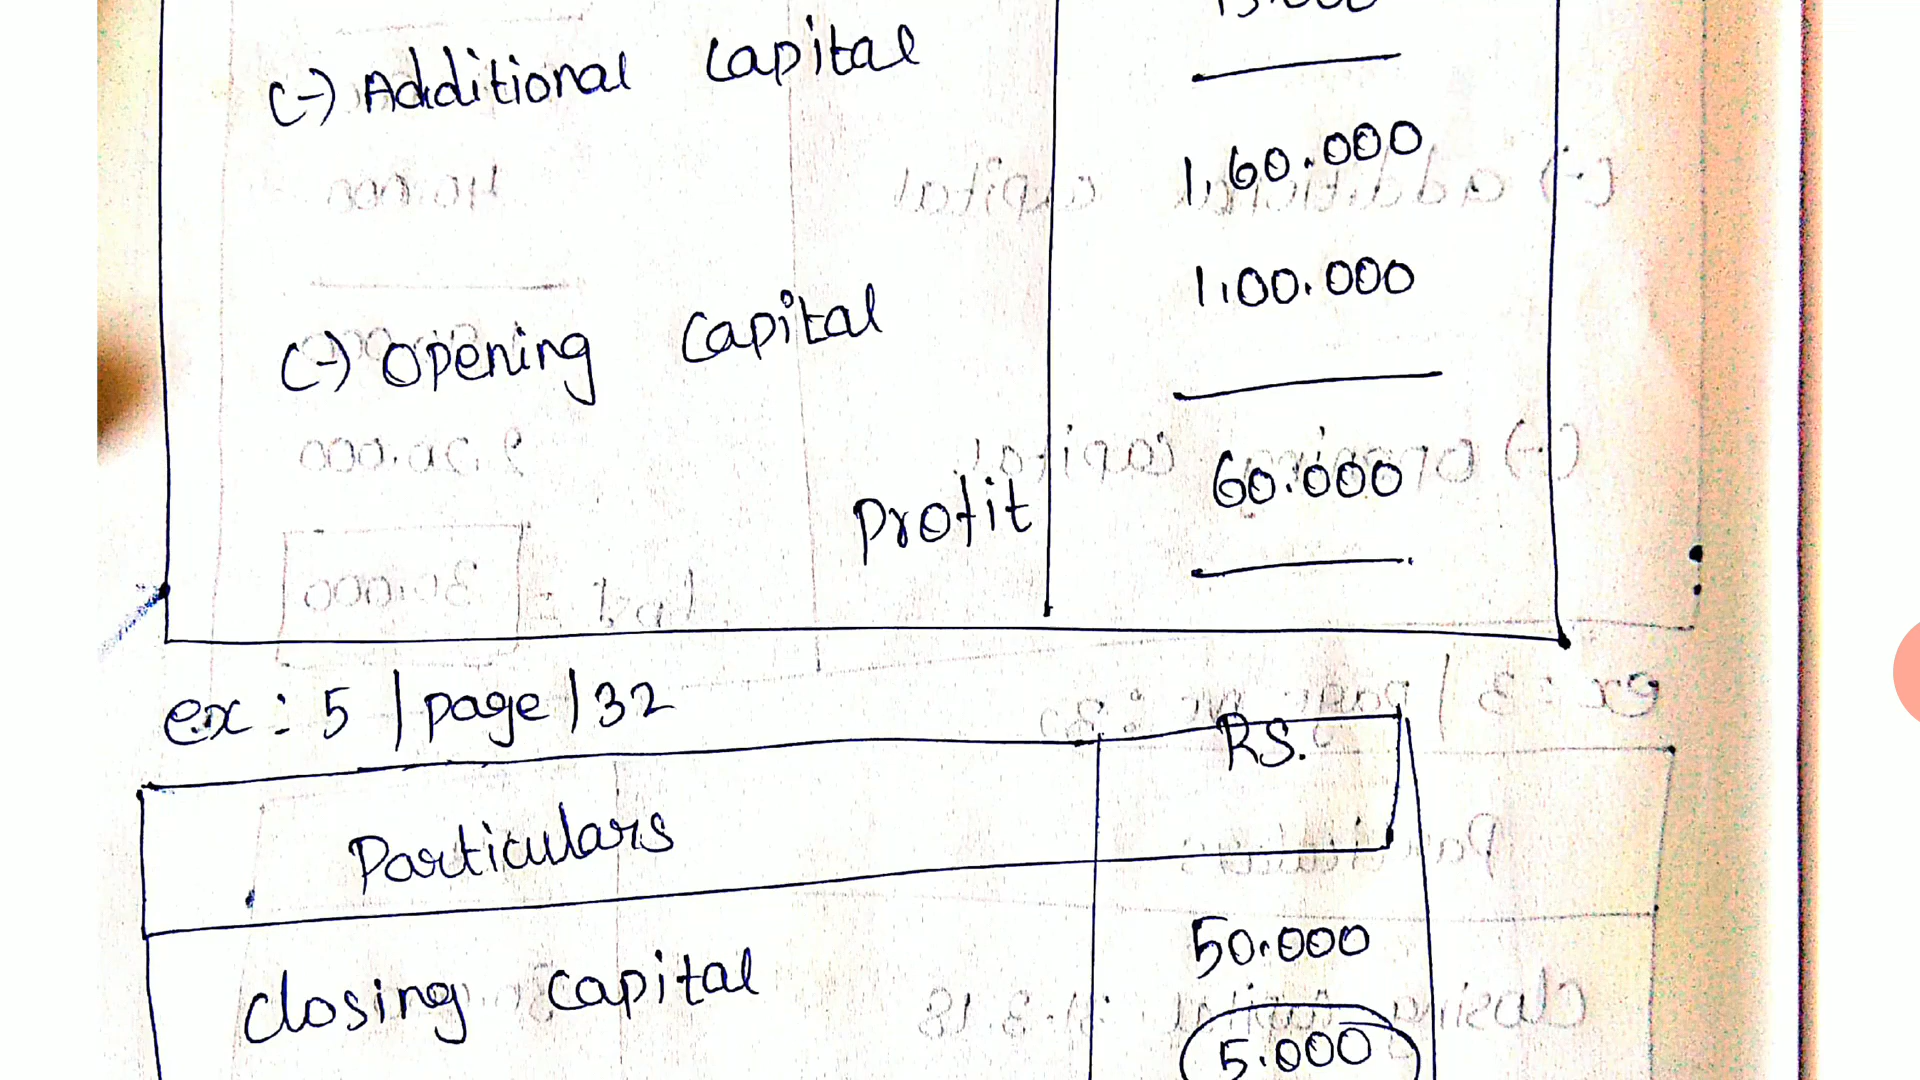 (-) Additional Capital
1,60.000
1,00.000
(-) Opening Capital
60.000
Profit
ex: 5 | page | 32
Particulars RS.
Closing Capital 50.000
5.000